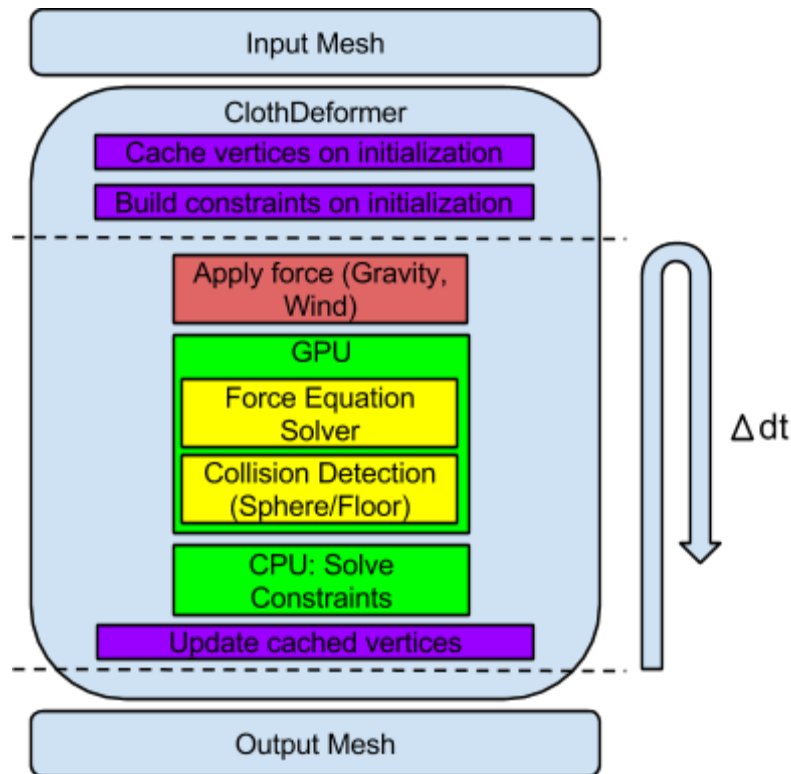 Input Mesh
ClothDeformer
Cache vertices on initialization
Build constraints on initialization
Apply force (Gravity,
Wind)
GPU
Force Equation
Solver
Collision Detection
(Sphere/Floor)
Δ dt
CPU: Solve
Constraints
Update cached vertices
Output Mesh